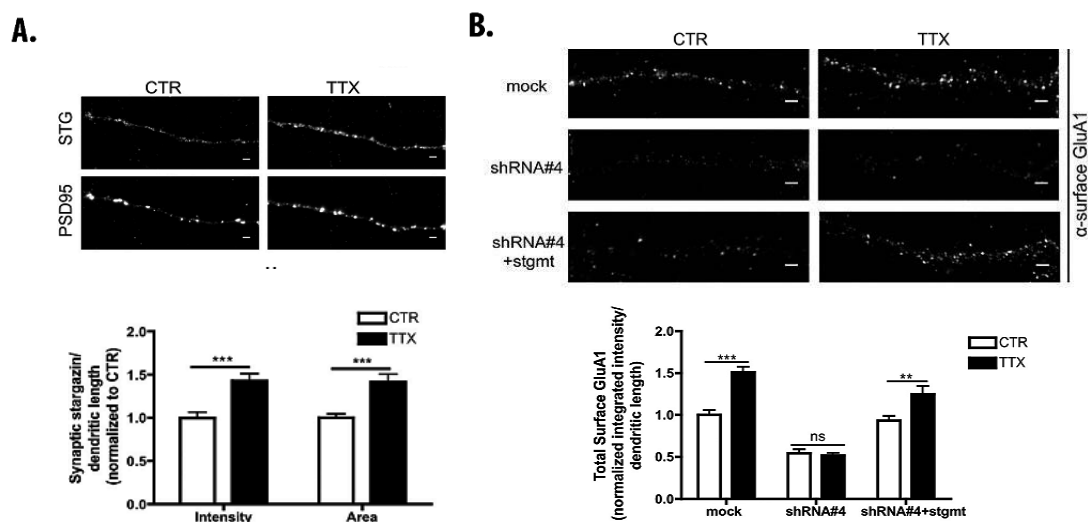 A.
CTR TTX
STG
PSD95
CTR
TTX
Synaptic stargazin/
dendritic length
(normalized to CTR)
2.0
1.5
1.0
0.5
0.0
***
***
Intensity Area
B.
CTR TTX
mock
shRNA#4
shRNA#4
+stgmt
α-surface GluA1
CTR
TTX
Total Surface GluA1
(normalized integrated intensity/
dendritic length)
2.0
1.5
1.0
0.5
0.0
***
ns
**
mock shRNA#4 shRNA#4+stgmt